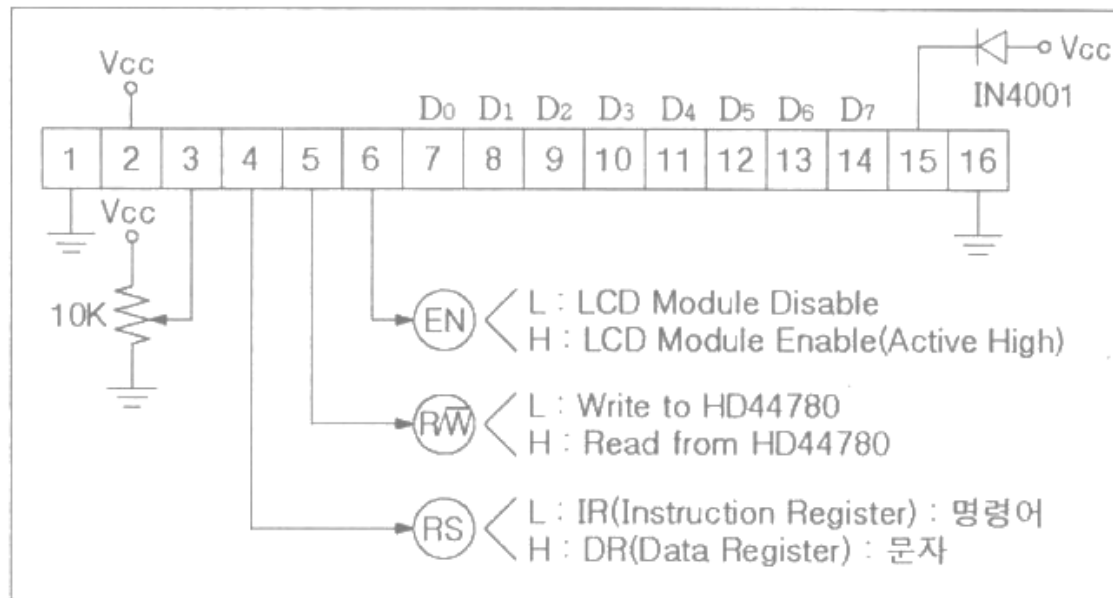 Vcc
Vcc
IN4001
D0 D1 D2 D3 D4 D5 D6 D7
1 2 3 4 5 6 7 8 9 10 11 12 13 14 15 16
Vcc
10K
EN
L : LCD Module Disable
H : LCD Module Enable(Active High)
R/W̅
L : Write to HD44780
H : Read from HD44780
RS
L : IR(Instruction Register) : 명령어
H : DR(Data Register) : 문자